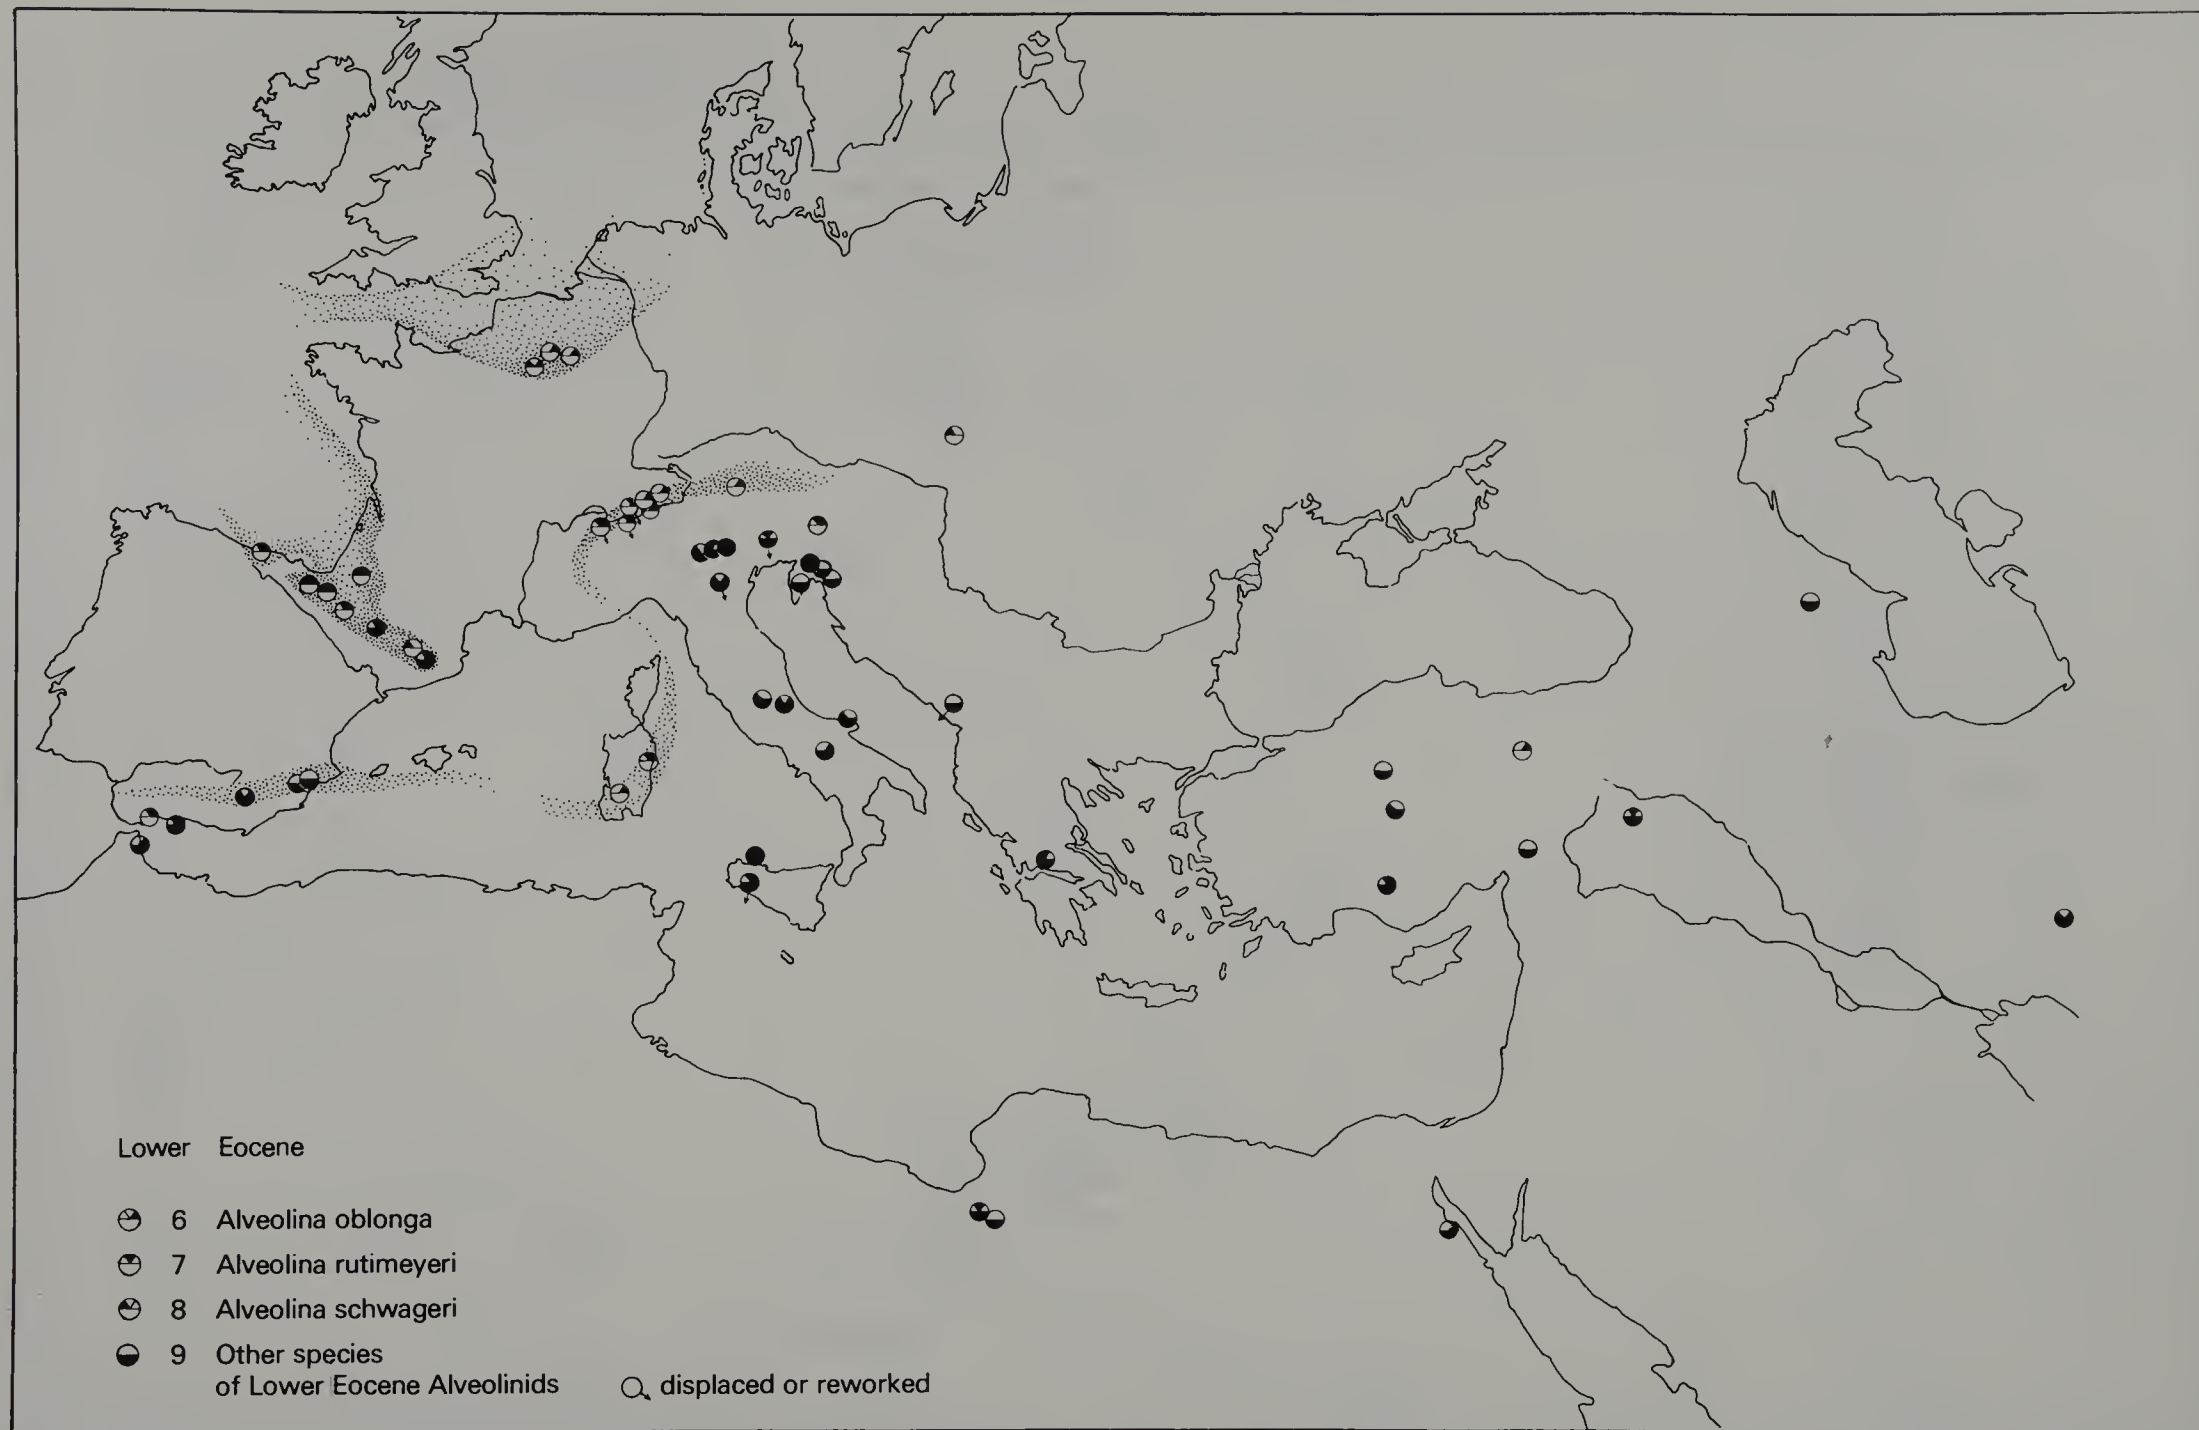 Lower Eocene
6 Alveolina oblonga
7 Alveolina rutimeyeri
8 Alveolina schwageri
9 Other species
of Lower Eocene Alveolinids
displaced or reworked